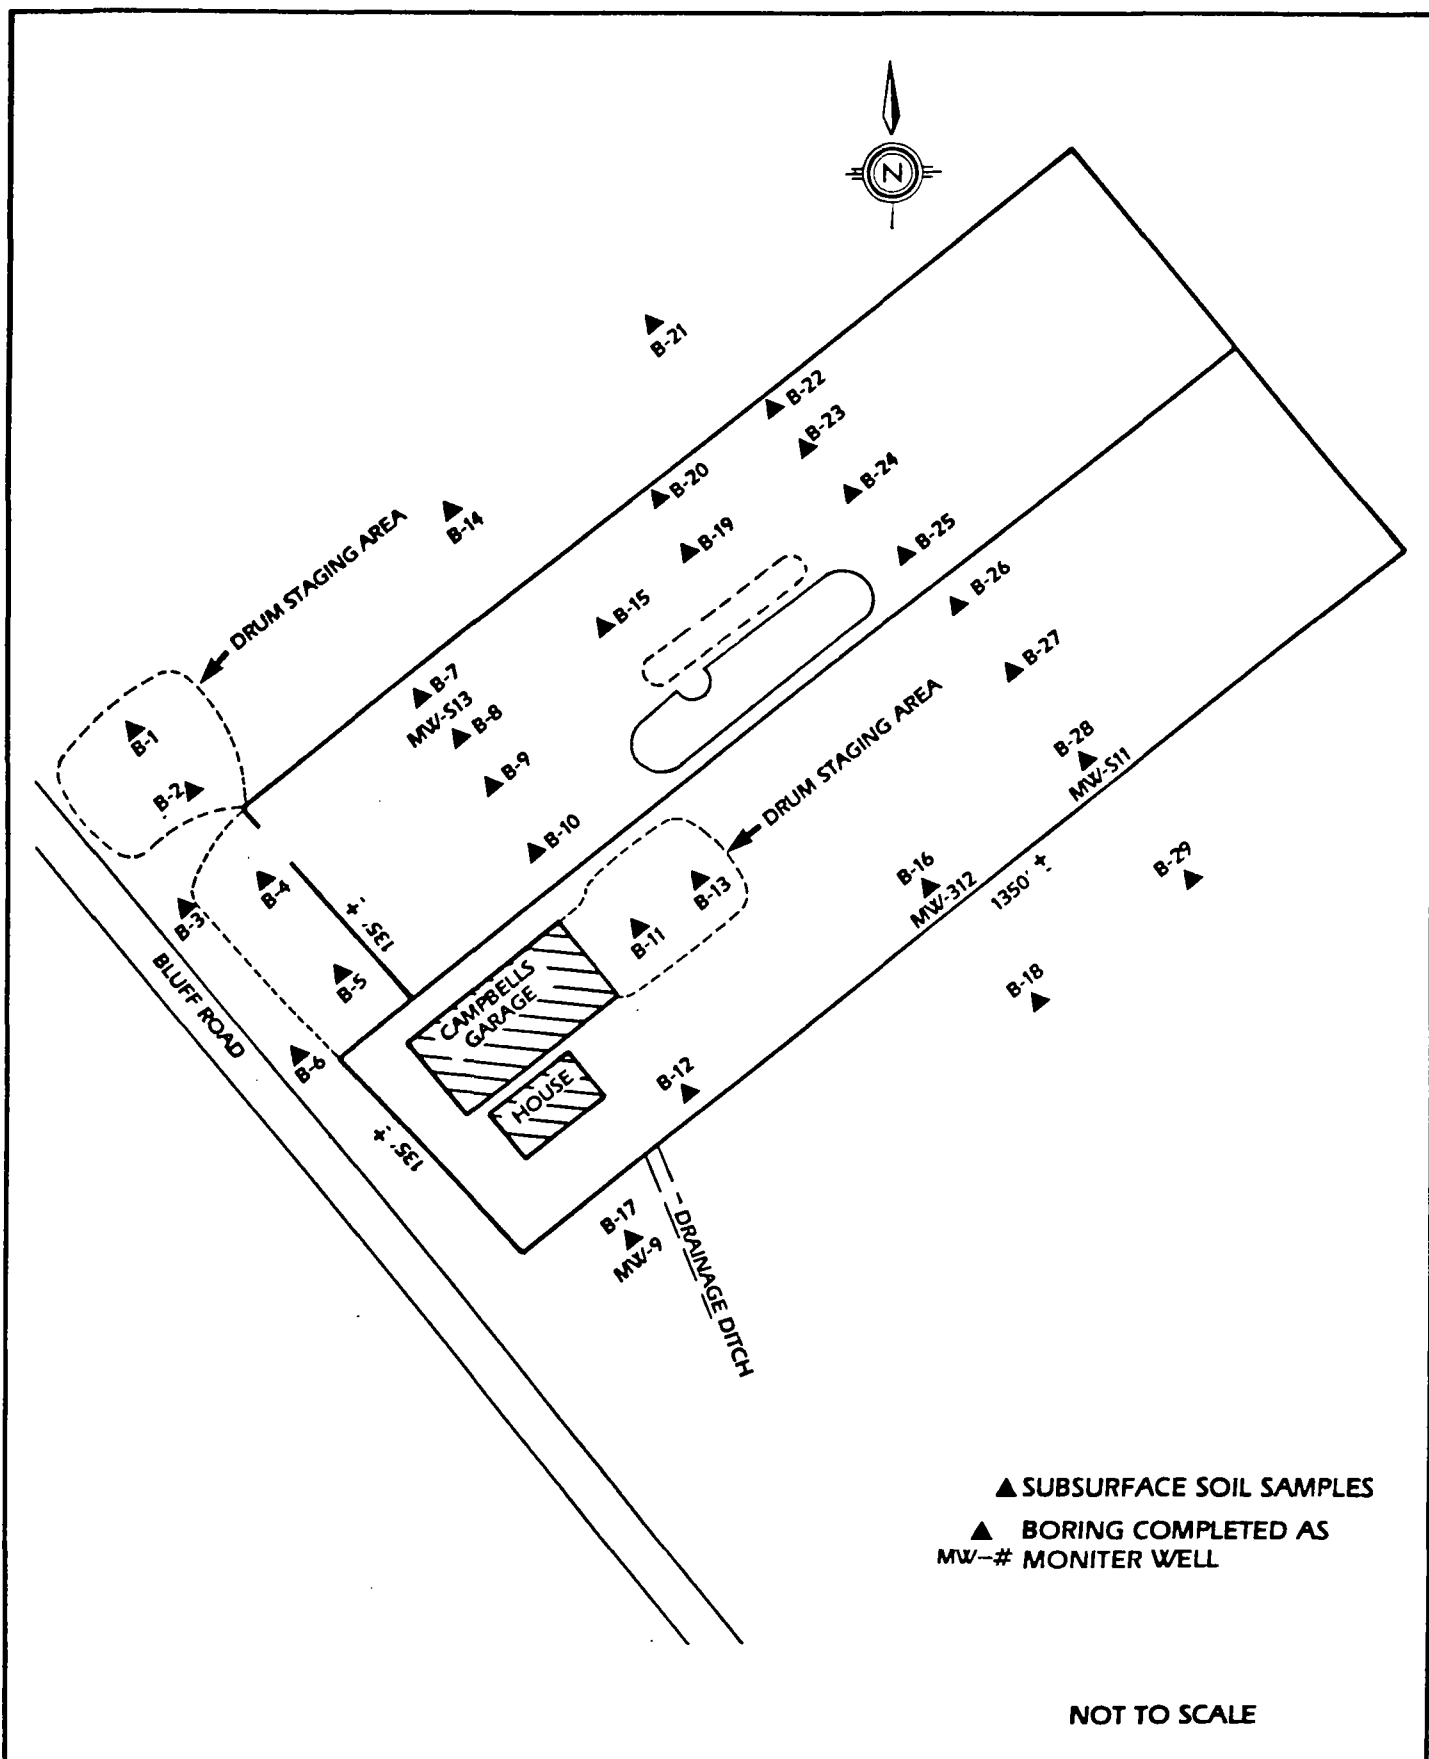 N
B-21
B-22
B-23
B-20
B-24
B-14
B-19
DRUM STAGING AREA
B-25
B-26
B-15
B-27
B-7
MW-S13
B-8
B-1
B-28
MW-S11
B-9
B-2
DRUM STAGING AREA
B-10
B-29
B-16
MW-312
1350' ±
B-4
B-13
B-3
135' ±
B-11
B-5
CAMPBELLS
GARAGE
B-18
BLUFF ROAD
B-6
HOUSE
B-12
135' ±
B-17
MW-9
DRAINAGE DITCH
SUBSURFACE SOIL SAMPLES
BORING COMPLETED AS
MW-# MONITER WELL
NOT TO SCALE